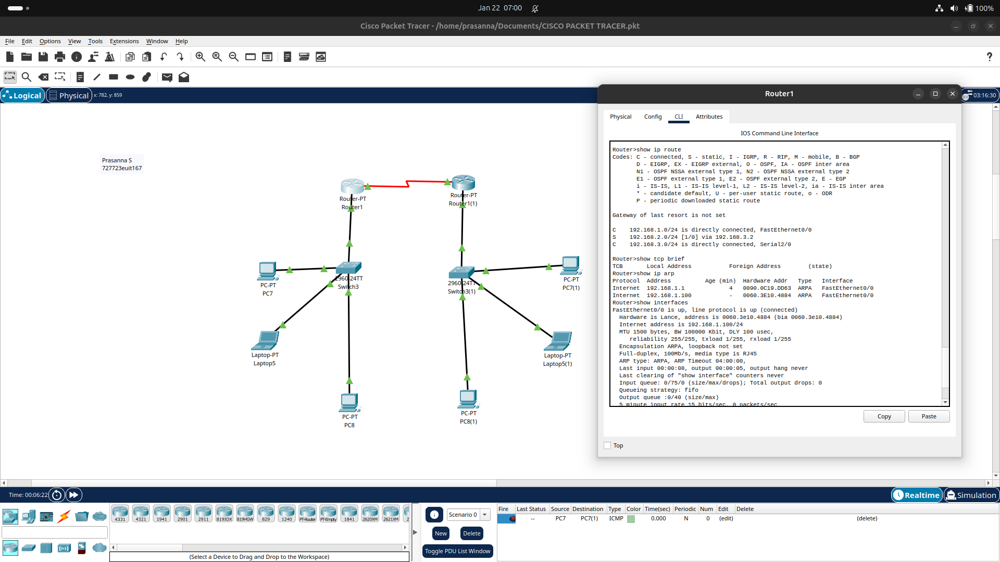 Jan 22 07:00
100%
Cisco Packet Tracer - /home/prasanna/Documents/CISCO PACKET TRACER.pkt
File Edit Options View Tools Extensions Window Help
Logical Physical x: 782, y: 859
03:16:30
Prasanna S
727723euit167
Router-PT
Router1
Router-PT
Router1(1)
PC-PT
PC7
2960-24TT
Switch3
2960-24TT
Switch3(1)
PC-PT
PC7(1)
Laptop-PT
Laptop5
Laptop-PT
Laptop5(1)
PC-PT
PC8
PC-PT
PC8(1)
Router1
Physical Config CLI Attributes
IOS Command Line Interface
Router>show ip route
Codes: C - connected, S - static, I - IGRP, R - RIP, M - mobile, B - BGP
D - EIGRP, EX - EIGRP external, O - OSPF, IA - OSPF inter area
N1 - OSPF NSSA external type 1, N2 - OSPF NSSA external type 2
E1 - OSPF external type 1, E2 - OSPF external type 2, E - EGP
i - IS-IS, L1 - IS-IS level-1, L2 - IS-IS level-2, ia - IS-IS inter area
* - candidate default, U - per-user static route, o - ODR
P - periodic downloaded static route
Gateway of last resort is not set
C 192.168.1.0/24 is directly connected, FastEthernet0/0
S 192.168.2.0/24 [1/0] via 192.168.3.2
C 192.168.3.0/24 is directly connected, Serial2/0
Router>show tcp brief
TCB Local Address Foreign Address (state)
Router>show ip arp
Protocol Address Age (min) Hardware Addr Type Interface
Internet 192.168.1.1 4 0090.0C19.DD63 ARPA FastEthernet0/0
Internet 192.168.1.100 - 0060.3E10.4884 ARPA FastEthernet0/0
Router>show interfaces
FastEthernet0/0 is up, line protocol is up (connected)
Hardware is Lance, address is 0060.3e10.4884 (bia 0060.3e10.4884)
Internet address is 192.168.1.100/24
MTU 1500 bytes, BW 100000 Kbit, DLY 100 usec,
reliability 255/255, txload 1/255, rxload 1/255
Encapsulation ARPA, loopback not set
Full-duplex, 100Mb/s, media type is RJ45
ARP type: ARPA, ARP Timeout 04:00:00,
Last input 00:00:08, output 00:00:05, output hang never
Last clearing of "show interface" counters never
Input queue: 0/75/0 (size/max/drops); Total output drops: 0
Queueing strategy: fifo
Output queue :0/40 (size/max)
5 minute input rate 15 bits/sec, 0 packets/sec
Copy Paste
Top
Time: 00:06:22
Realtime Simulation
4331 4321 1941 2901 2911 819IOX 819HGW 829 1240 PT-Router PT-Empty 1841 2620XM 2621XM 2
(Select a Device to Drag and Drop to the Workspace)
Scenario 0
New Delete
Toggle PDU List Window
Fire Last Status Source Destination Type Color Time(sec) Periodic Num Edit Delete
-- PC7 PC7(1) ICMP 0.000 N 0 (edit) (delete)